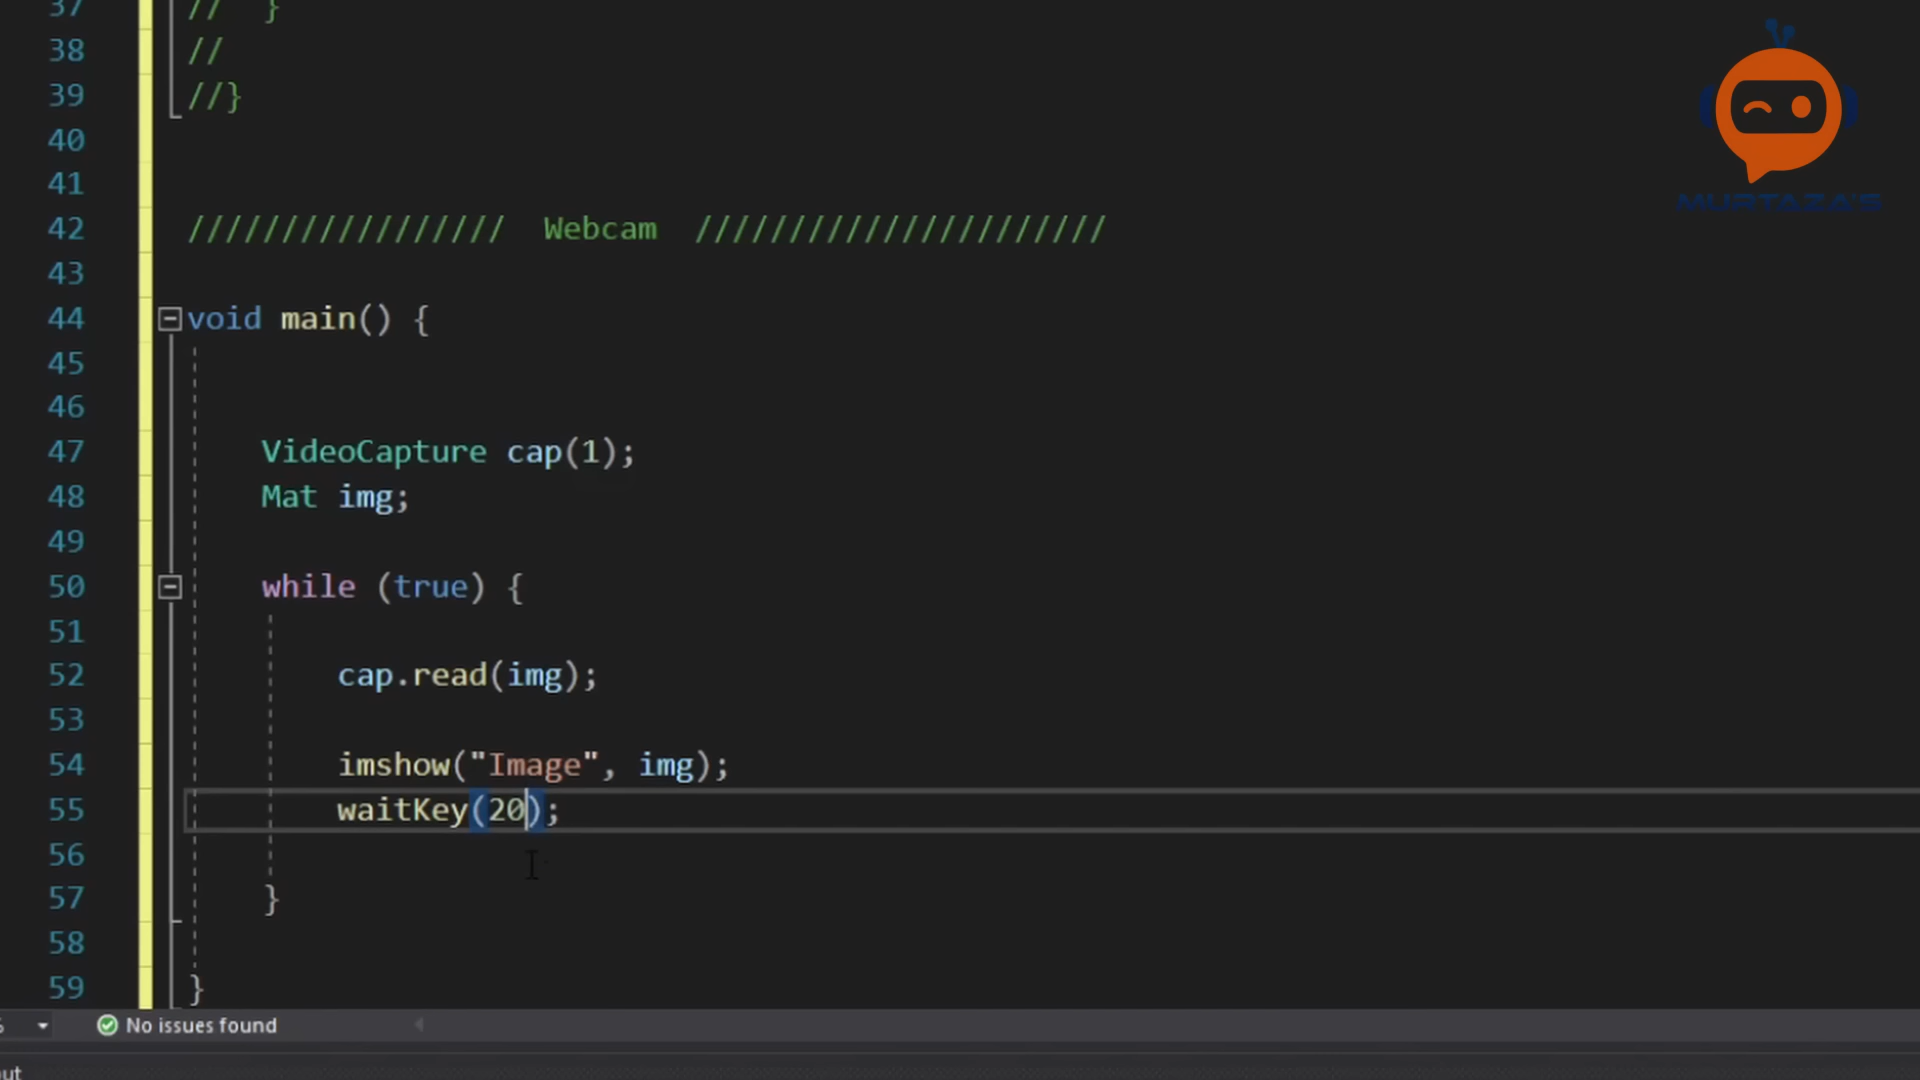 37 // }
38 //
39 //}
40
41
42 ///////////////// Webcam //////////////////////
43
44 void main() {
45
46
47 VideoCapture cap(1);
48 Mat img;
49
50 while (true) {
51
52 cap.read(img);
53
54 imshow("Image", img);
55 waitKey(20);
56
57 }
58
59 }
No issues found
MURTAZA'S